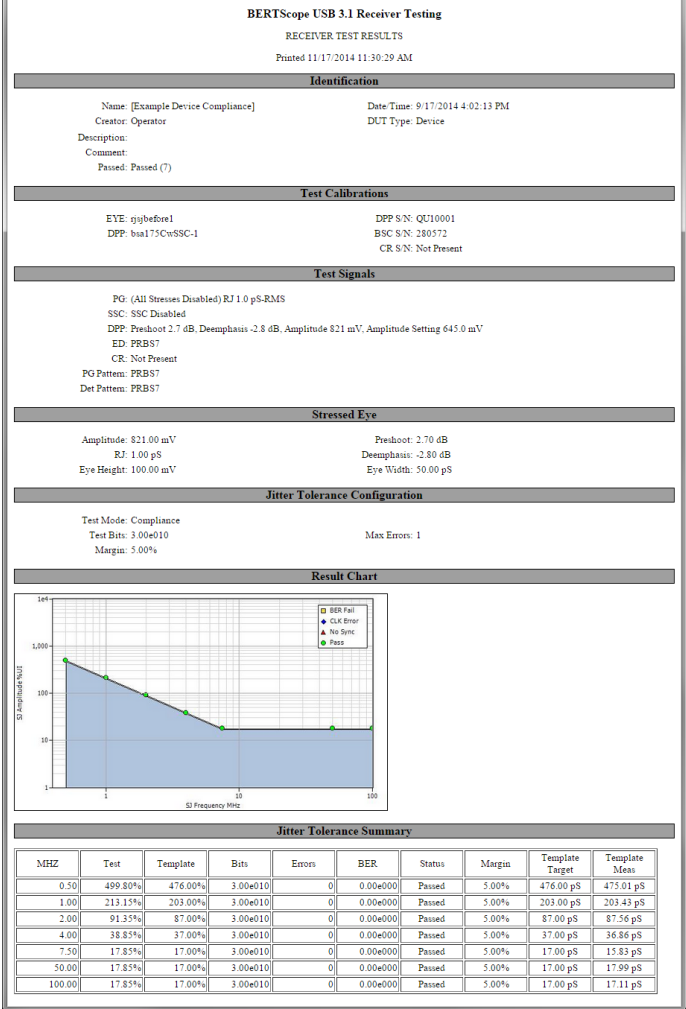 BERTScope USB 3.1 Receiver Testing
RECEIVER TEST RESULTS
Printed 11/17/2014 11:30:29 AM
Identification
Name: [Example Device Compliance] Date/Time: 9/17/2014 4:02:13 PM
Creator: Operator DUT Type: Device
Description:
Comment:
Passed: Passed (7)
Test Calibrations
EYE: rjsjbefore1 DPP S/N: QU10001
DPP: bsa175CwSSC-1 BSC S/N: 280572
CR S/N: Not Present
Test Signals
PG: (All Stresses Disabled) RJ 1.0 pS-RMS
SSC: SSC Disabled
DPP: Preshoot 2.7 dB, Deemphasis -2.8 dB, Amplitude 821 mV, Amplitude Setting 645.0 mV
ED: PRBS7
CR: Not Present
PG Pattern: PRBS7
Det Pattern: PRBS7
Stressed Eye
Amplitude: 821.00 mV Preshoot: 2.70 dB
RJ: 1.00 pS Deemphasis: -2.80 dB
Eye Height: 100.00 mV Eye Width: 50.00 pS
Jitter Tolerance Configuration
Test Mode: Compliance
Test Bits: 3.00e010 Max Errors: 1
Margin: 5.00%
Result Chart
1e4
1,000
100
10
1
SJ Amplitude %UI
BER Fail
CLK Error
No Sync
Pass
1 10 100
SJ Frequency MHz
Jitter Tolerance Summary
MHZ Test Template Bits Errors BER Status Margin Template Target Template Meas
0.50 499.80% 476.00% 3.00e010 0 0.00e000 Passed 5.00% 476.00 pS 475.01 pS
1.00 213.15% 203.00% 3.00e010 0 0.00e000 Passed 5.00% 203.00 pS 203.43 pS
2.00 91.35% 87.00% 3.00e010 0 0.00e000 Passed 5.00% 87.00 pS 87.56 pS
4.00 38.85% 37.00% 3.00e010 0 0.00e000 Passed 5.00% 37.00 pS 36.86 pS
7.50 17.85% 17.00% 3.00e010 0 0.00e000 Passed 5.00% 17.00 pS 15.83 pS
50.00 17.85% 17.00% 3.00e010 0 0.00e000 Passed 5.00% 17.00 pS 17.99 pS
100.00 17.85% 17.00% 3.00e010 0 0.00e000 Passed 5.00% 17.00 pS 17.11 pS